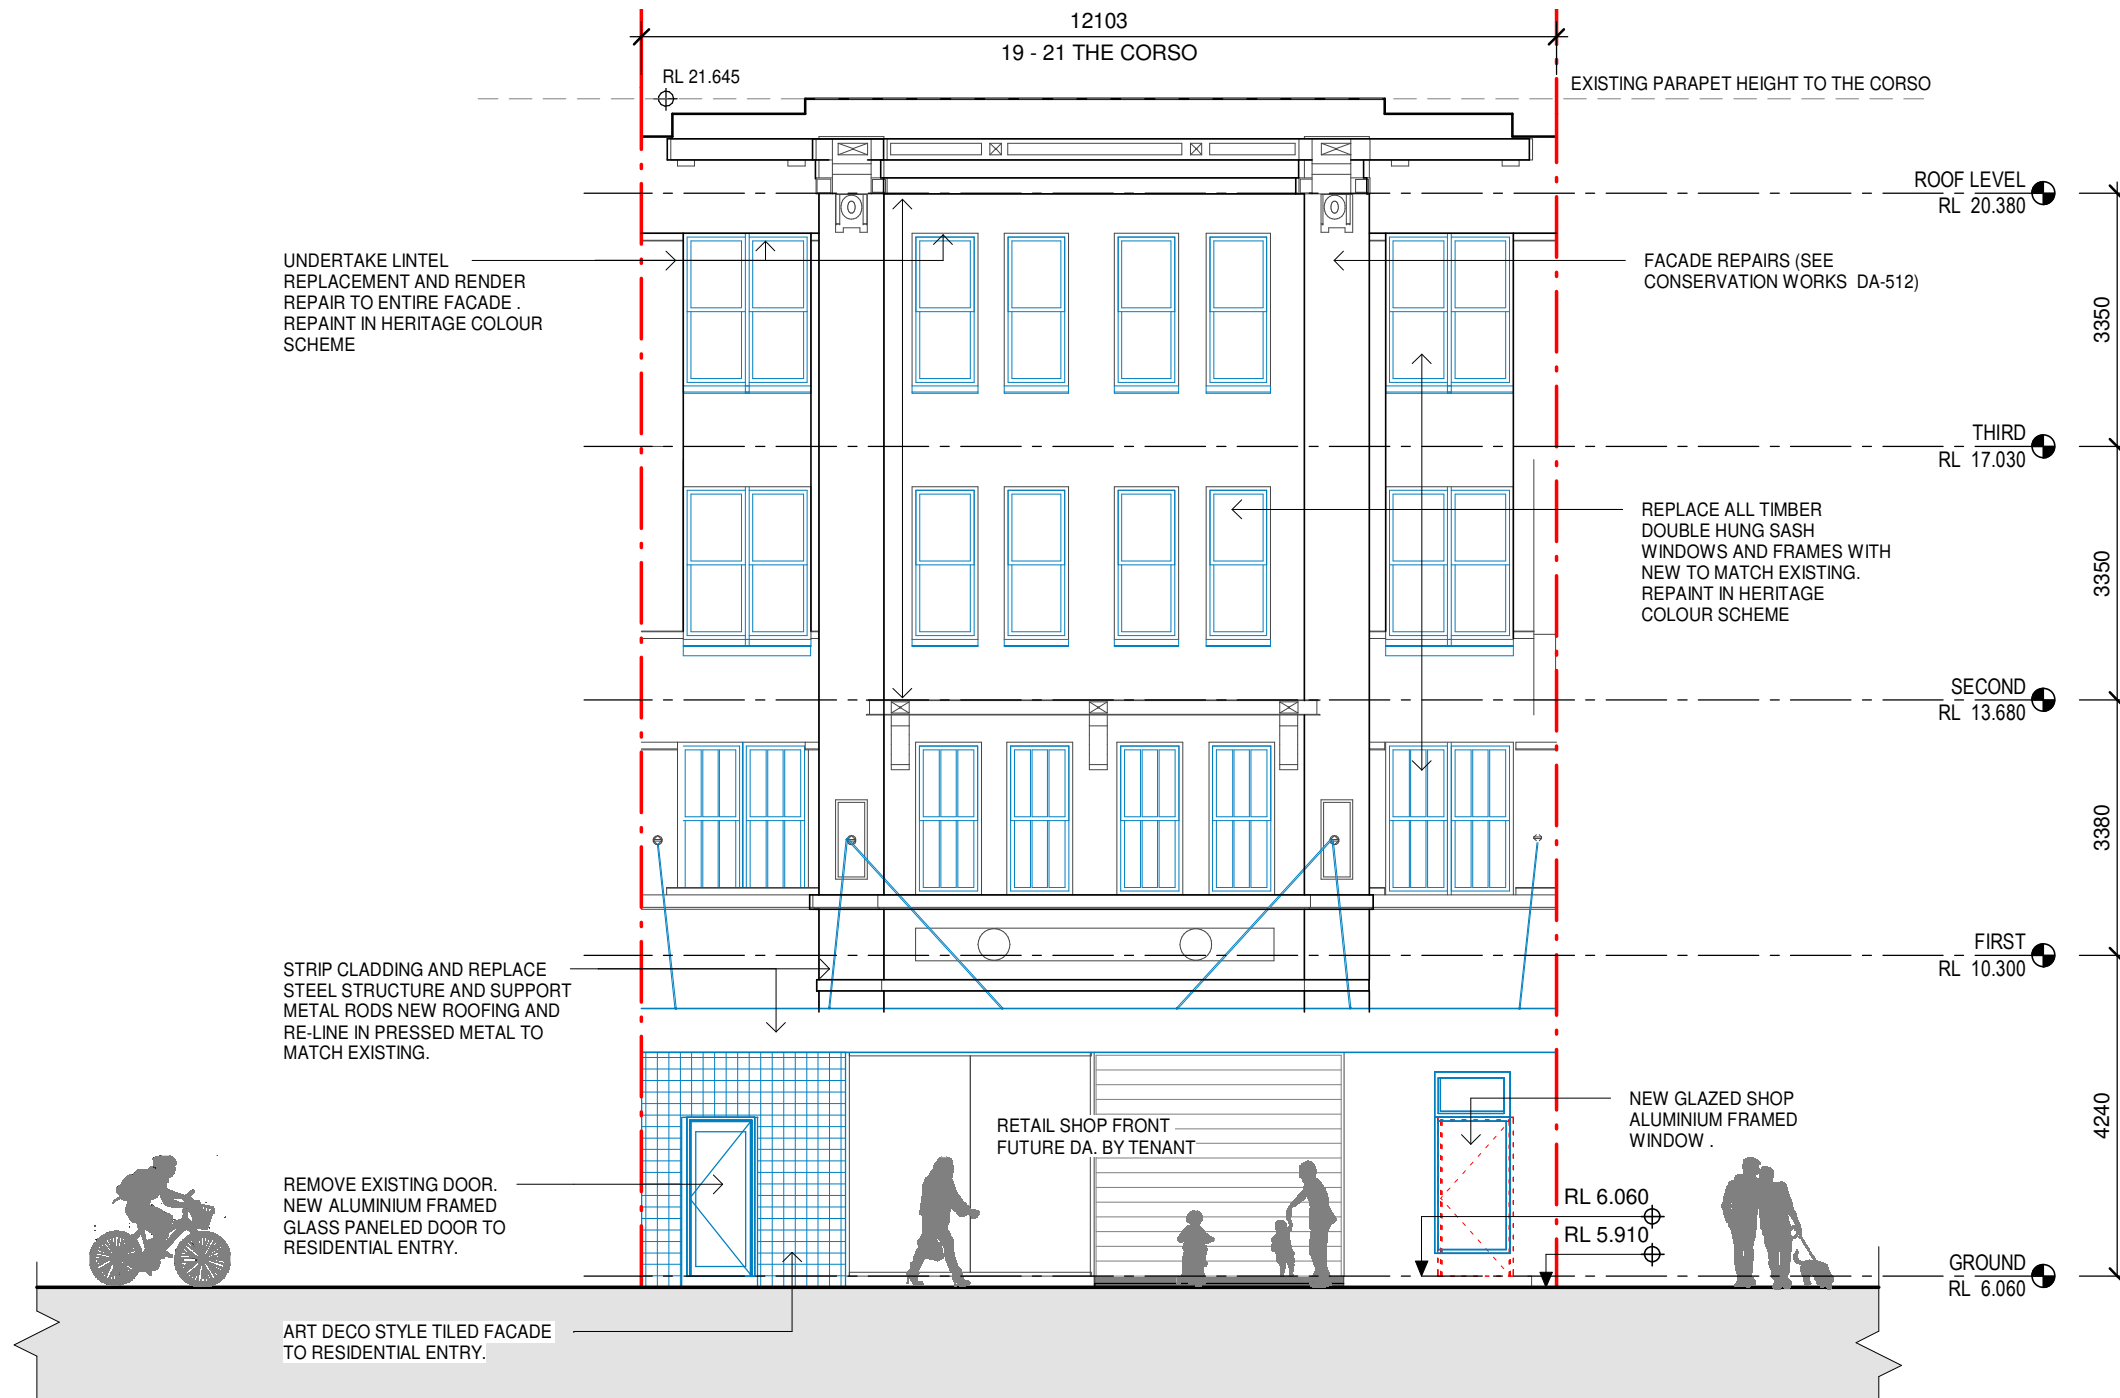 12103
19 - 21 THE CORSO
RL 21.645
EXISTING PARAPET HEIGHT TO THE CORSO
ROOF LEVEL
RL 20.380
UNDERTAKE LINTEL
REPLACEMENT AND RENDER
REPAIR TO ENTIRE FACADE .
REPAINT IN HERITAGE COLOUR
SCHEME
FACADE REPAIRS (SEE
CONSERVATION WORKS DA-512)
3350
THIRD
RL 17.030
REPLACE ALL TIMBER
DOUBLE HUNG SASH
WINDOWS AND FRAMES WITH
NEW TO MATCH EXISTING.
REPAINT IN HERITAGE
COLOUR SCHEME
3350
SECOND
RL 13.680
3380
FIRST
RL 10.300
STRIP CLADDING AND REPLACE
STEEL STRUCTURE AND SUPPORT
METAL RODS NEW ROOFING AND
RE-LINE IN PRESSED METAL TO
MATCH EXISTING.
RETAIL SHOP FRONT
FUTURE DA. BY TENANT
NEW GLAZED SHOP
ALUMINIUM FRAMED
WINDOW .
4240
REMOVE EXISTING DOOR.
NEW ALUMINIUM FRAMED
GLASS PANELED DOOR TO
RESIDENTIAL ENTRY.
RL 6.060
RL 5.910
GROUND
RL 6.060
ART DECO STYLE TILED FACADE
TO RESIDENTIAL ENTRY.